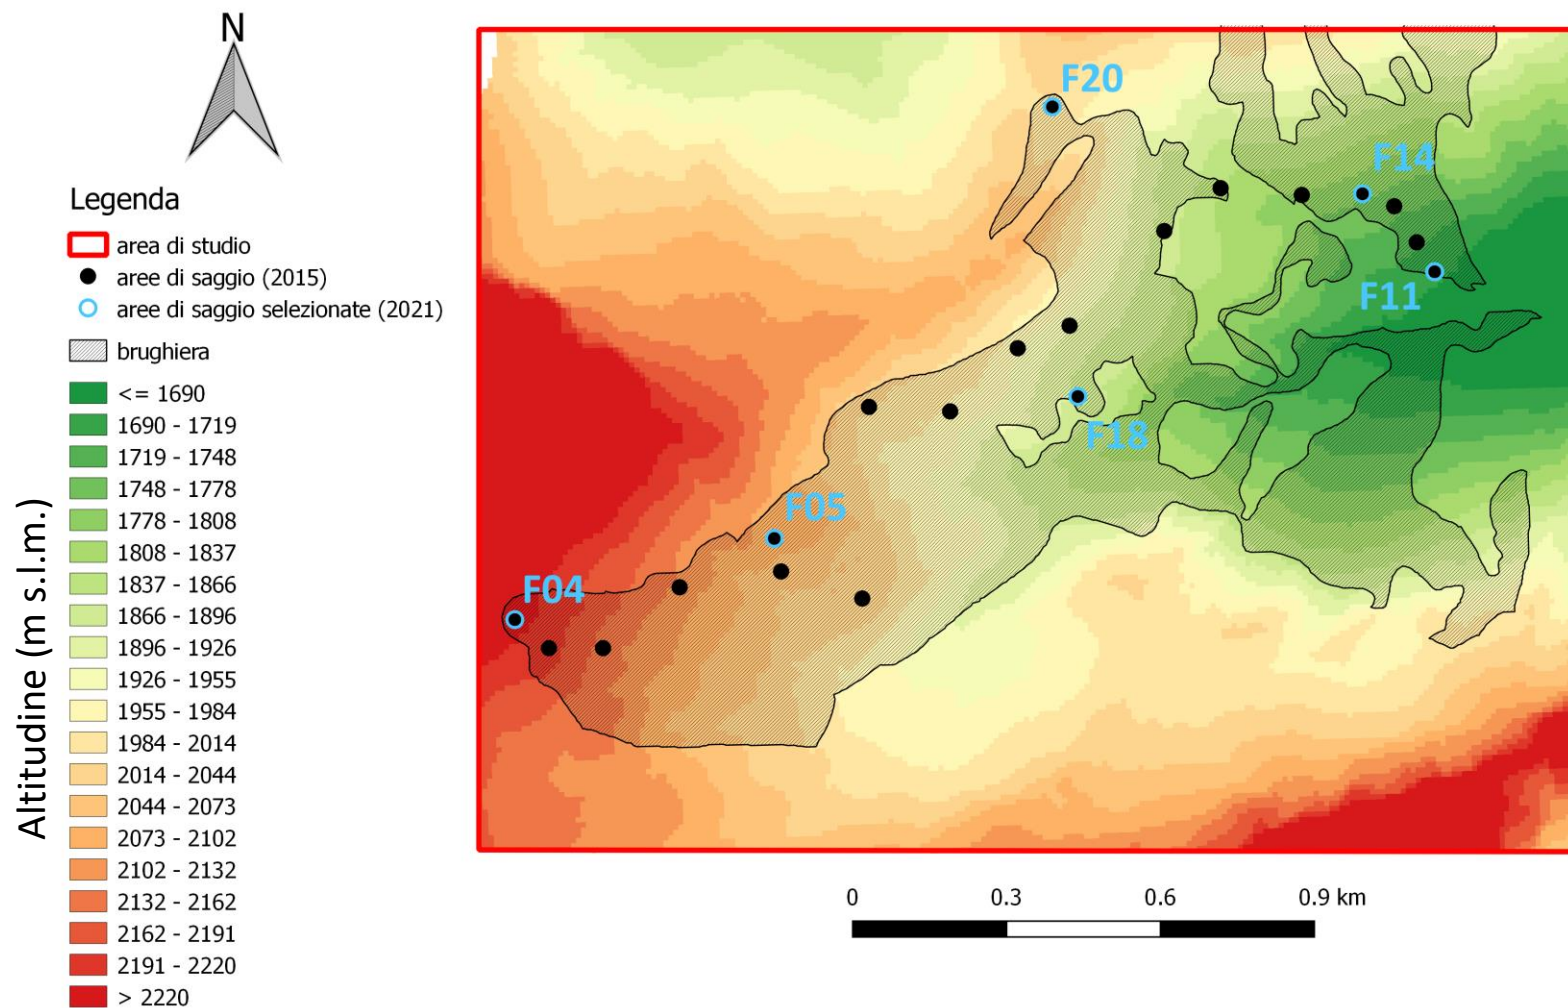 N
Legenda
area di studio
aree di saggio (2015)
aree di saggio selezionate (2021)
brughiera
Altitudine (m s.l.m.)
<= 1690
1690 - 1719
1719 - 1748
1748 - 1778
1778 - 1808
1808 - 1837
1837 - 1866
1866 - 1896
1896 - 1926
1926 - 1955
1955 - 1984
1984 - 2014
2014 - 2044
2044 - 2073
2073 - 2102
2102 - 2132
2132 - 2162
2162 - 2191
2191 - 2220
> 2220
F20
F14
F11
F18
F05
F04
0 0.3 0.6 0.9 km